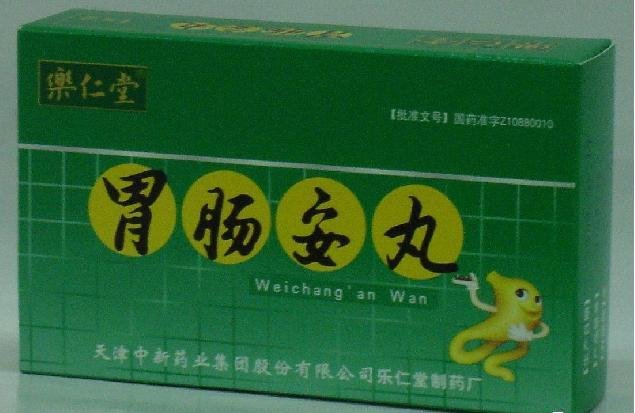 樂仁堂
【批准文号】国药准字Z10880010
胃肠安丸
Weichang'an Wan
天津中新药业集团股份有限公司乐仁堂制药厂